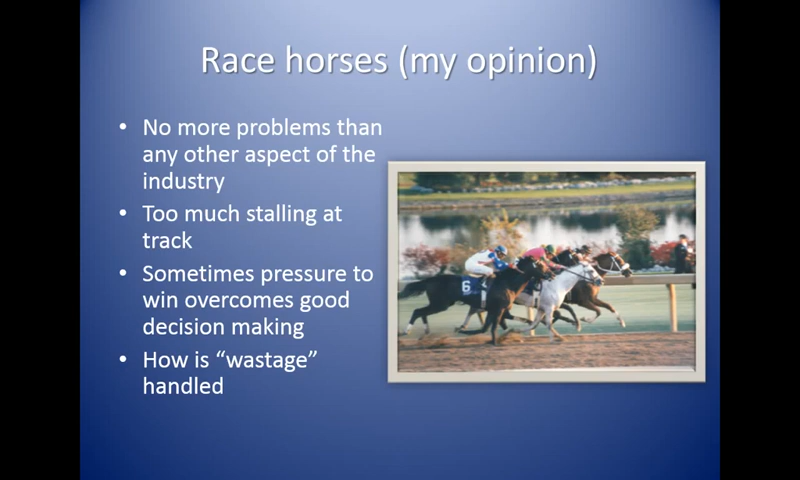 Race horses (my opinion)
• No more problems than
any other aspect of the
industry
• Too much stalling at
track
• Sometimes pressure to
win overcomes good
decision making
• How is “wastage”
handled
6